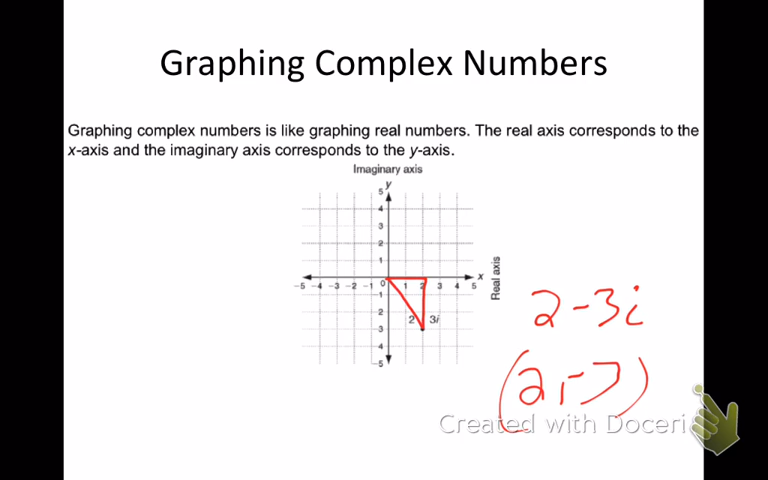 Graphing Complex Numbers
Graphing complex numbers is like graphing real numbers. The real axis corresponds to the
x-axis and the imaginary axis corresponds to the y-axis.
Imaginary axis
y
5
4
3
2
1
-5 -4 -3 -2 -1 0 1 2 3 4 5 x
Real axis
-1
2
3
4
-5
2 3i
2-3i
(2,-3)
Created with Doceri